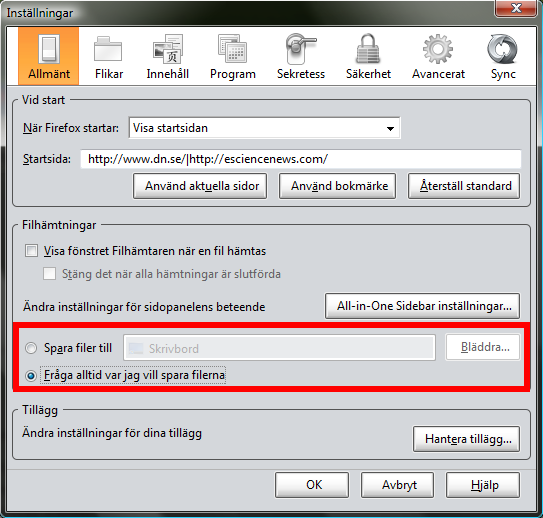 Inställningar
Allmänt Flikar Innehåll Program Sekretess Säkerhet Avancerat Sync
Vid start
När Firefox startar: Visa startsidan
Startsida: http://www.dn.se/|http://esciencenews.com/
Använd aktuella sidor Använd bokmärke Återställ standard
Filhämtningar
Visa fönstret Filhämtaren när en fil hämtas
Stäng det när alla hämtningar är slutförda
Ändra inställningar för sidopanelens beteende All-in-One Sidebar inställningar...
Spara filer till Skrivbord Bläddra...
Fråga alltid var jag vill spara filerna
Tillägg
Ändra inställningar för dina tillägg Hantera tillägg...
OK Avbryt Hjälp